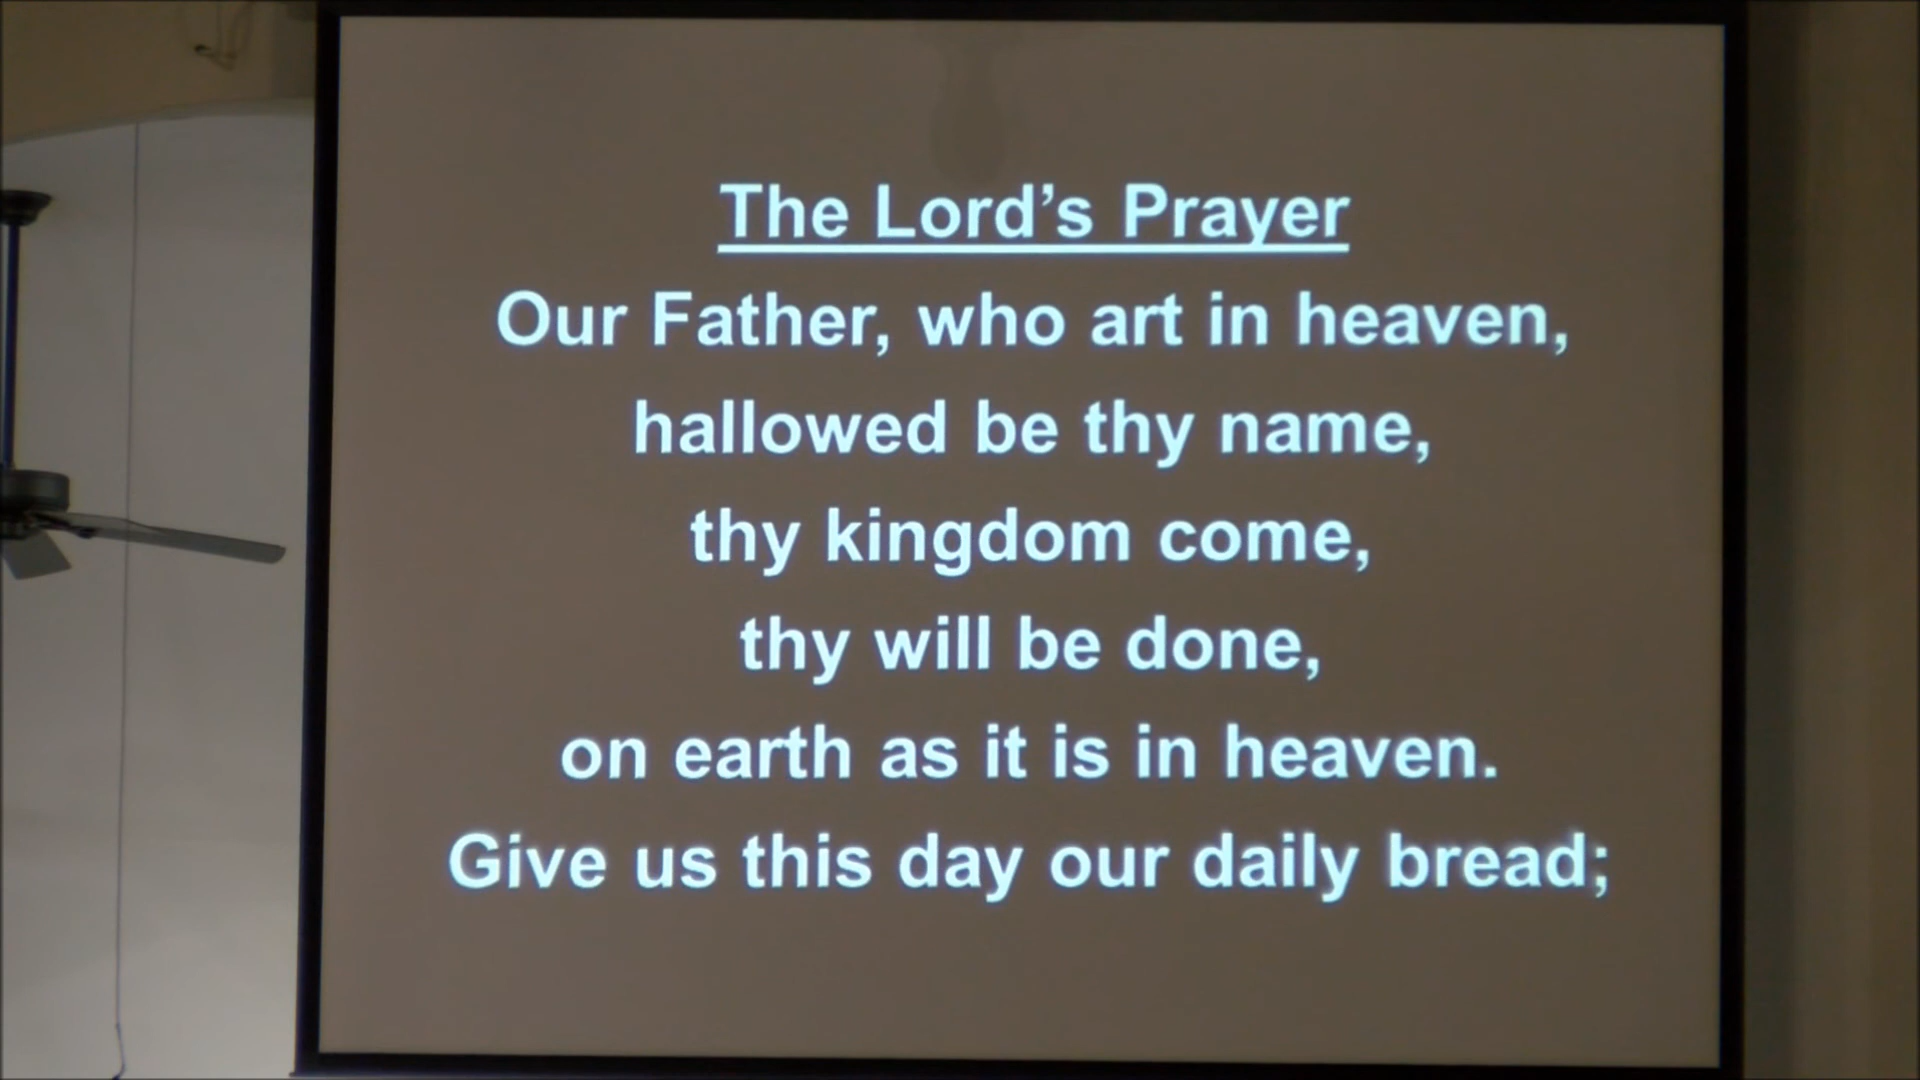 The Lord’s Prayer
Our Father, who art in heaven,
hallowed be thy name,
thy kingdom come,
thy will be done,
on earth as it is in heaven.
Give us this day our daily bread;